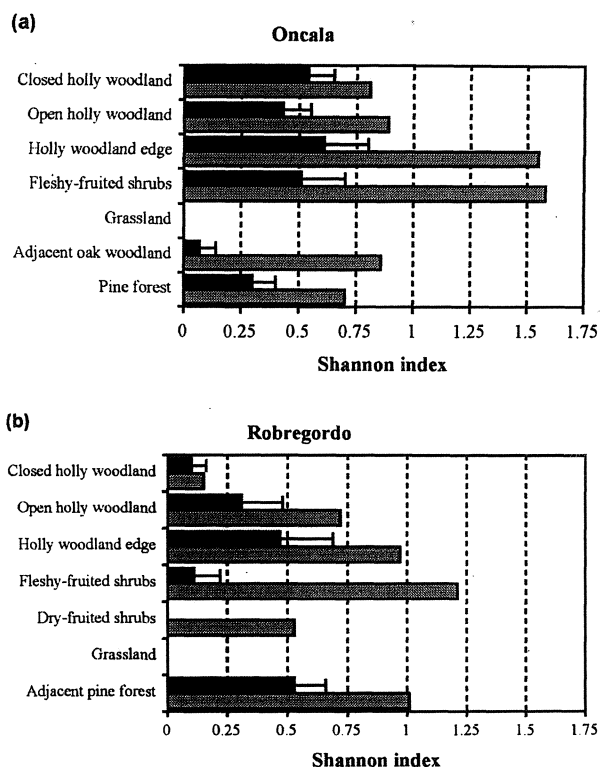 (a)
Oncala
Closed holly woodland
Open holly woodland
Holly woodland edge
Fleshy-fruited shrubs
Grassland
Adjacent oak woodland
Pine forest
0 0.25 0.5 0.75 1 1.25 1.5 1.75
Shannon index
(b)
Robregordo
Closed holly woodland
Open holly woodland
Holly woodland edge
Fleshy-fruited shrubs
Dry-fruited shrubs
Grassland
Adjacent pine forest
0 0.25 0.5 0.75 1 1.25 1.5 1.75
Shannon index